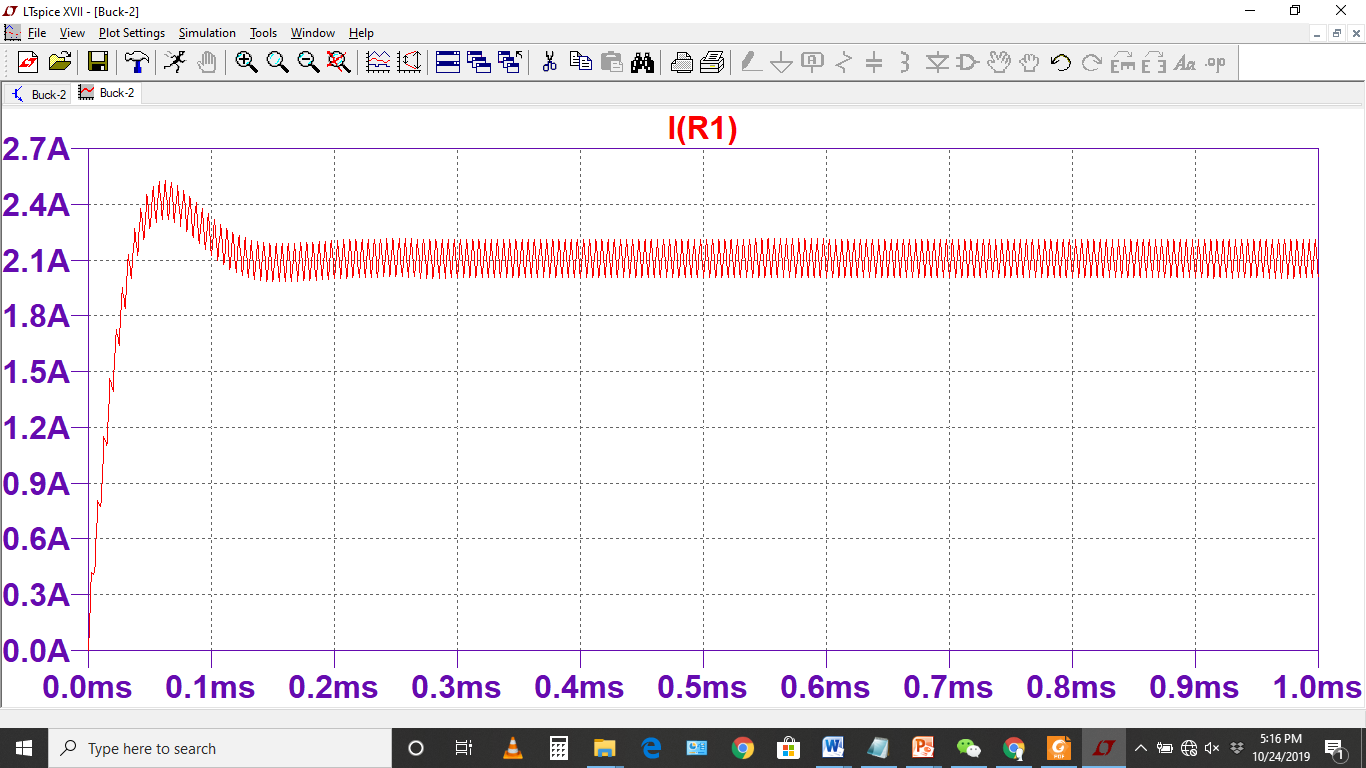 LTspice XVII - [Buck-2]
File View Plot Settings Simulation Tools Window Help
Aa .op
Buck-2 Buck-2
I(R1)
2.7A
2.4A
2.1A
1.8A
1.5A
1.2A
0.9A
0.6A
0.3A
0.0A
0.0ms 0.1ms 0.2ms 0.3ms 0.4ms 0.5ms 0.6ms 0.7ms 0.8ms 0.9ms 1.0ms
Type here to search
5:16 PM
10/24/2019
1